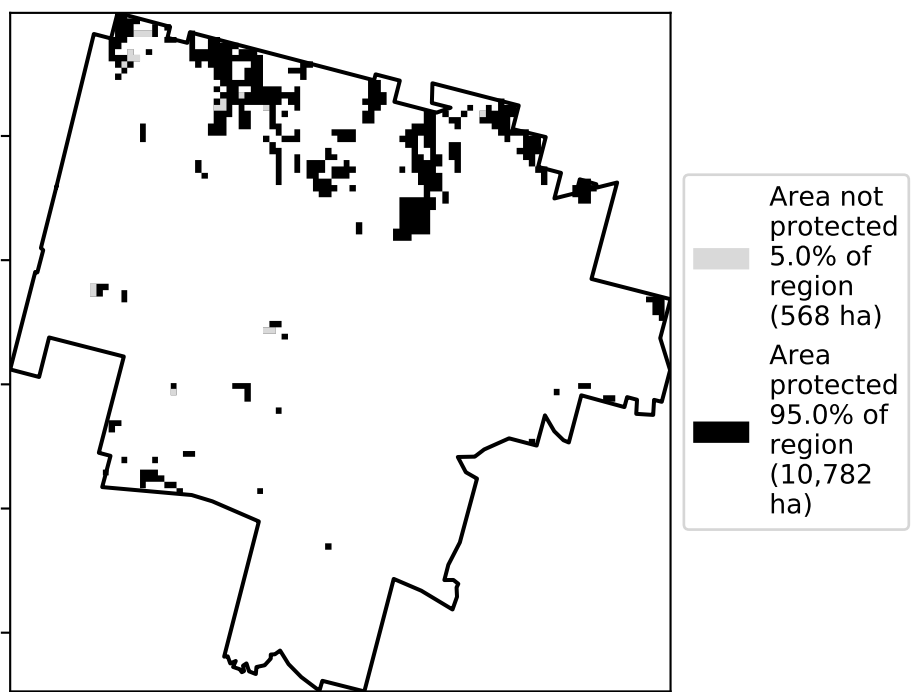 Area not
protected
5.0% of
region
(568 ha)
Area
protected
95.0% of
region
(10,782
ha)